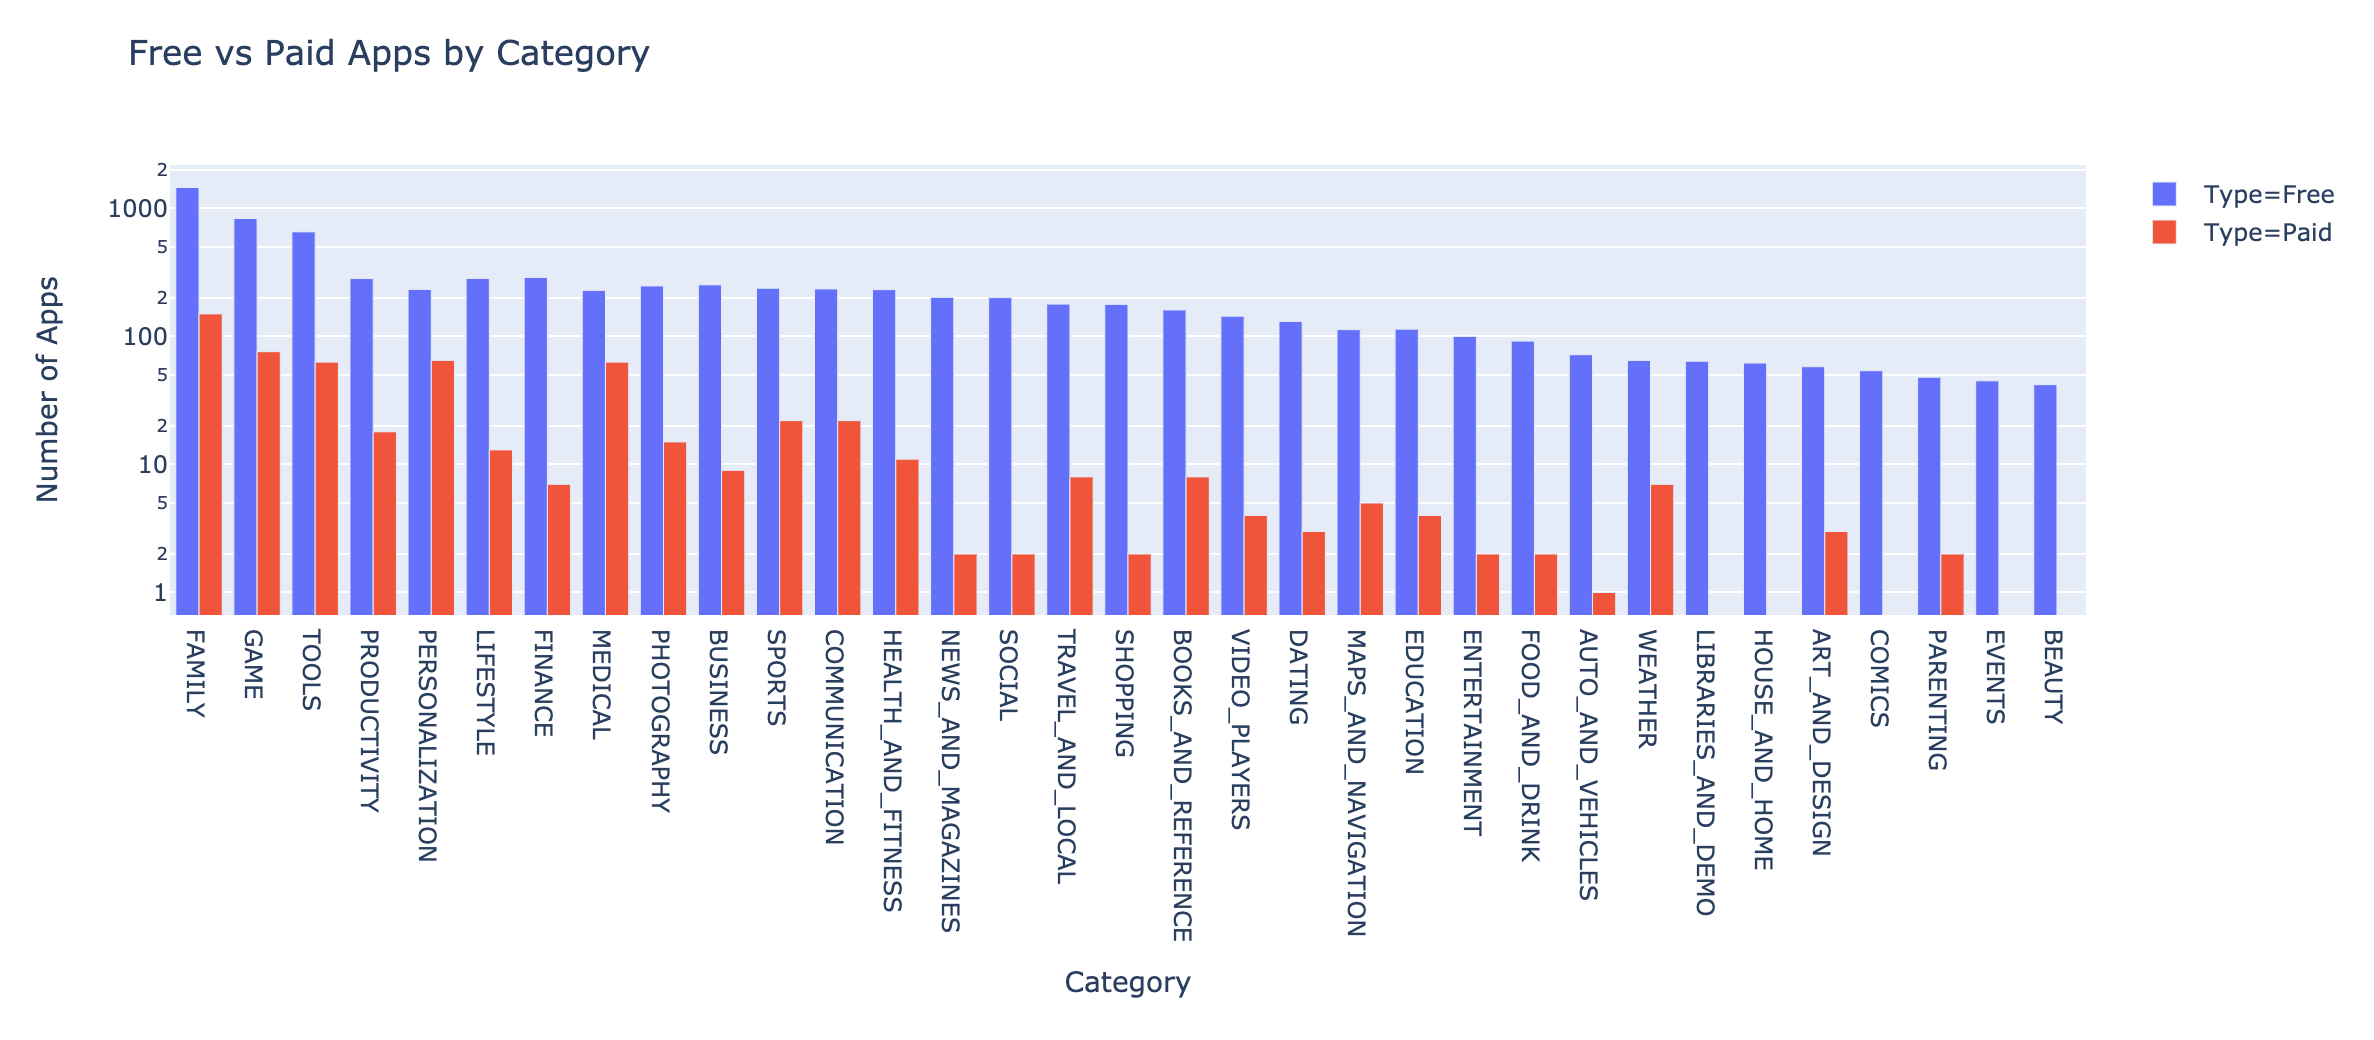 Free vs Paid Apps by Category
Type=Free
Type=Paid
Number of Apps
2
1000
5
2
100
5
2
10
5
2
1
FAMILY
GAME
TOOLS
PRODUCTIVITY
PERSONALIZATION
LIFESTYLE
FINANCE
MEDICAL
PHOTOGRAPHY
BUSINESS
SPORTS
COMMUNICATION
HEALTH_AND_FITNESS
NEWS_AND_MAGAZINES
SOCIAL
TRAVEL_AND_LOCAL
SHOPPING
BOOKS_AND_REFERENCE
VIDEO_PLAYERS
DATING
MAPS_AND_NAVIGATION
EDUCATION
ENTERTAINMENT
FOOD_AND_DRINK
AUTO_AND_VEHICLES
WEATHER
LIBRARIES_AND_DEMO
HOUSE_AND_HOME
ART_AND_DESIGN
COMICS
PARENTING
EVENTS
BEAUTY
Category